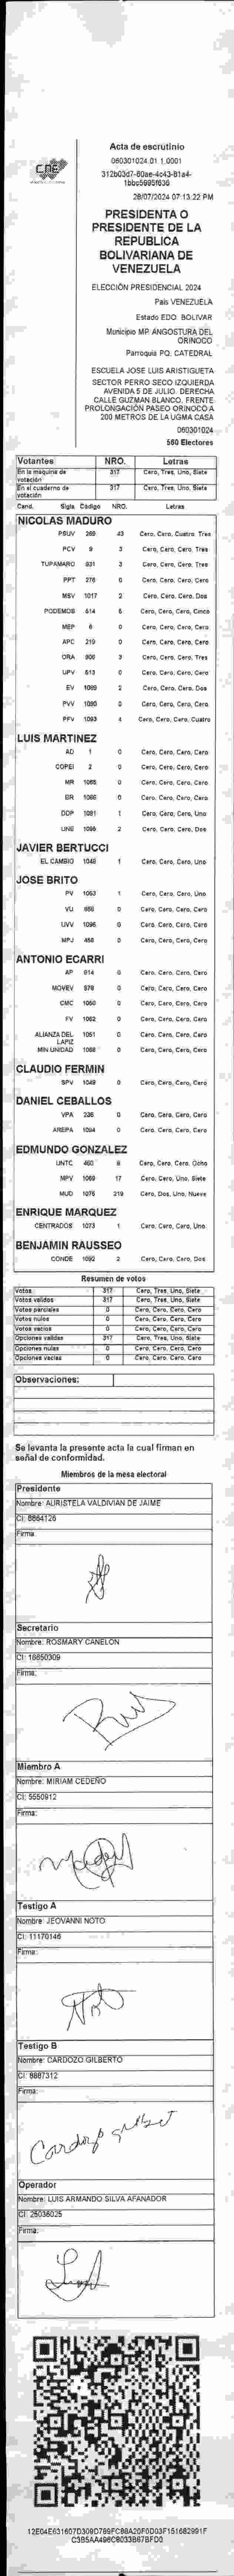 CNE
Acta de escrutinio
060301024.01.1.0001
312b03d7-80ae-4c43-81a4-
1bbc5995f636
28/07/2024 07:13:22 PM
PRESIDENTA O
PRESIDENTE DE LA
REPUBLICA
BOLIVARIANA DE
VENEZUELA
ELECCIÓN PRESIDENCIAL 2024
País VENEZUELA
Estado EDO. BOLIVAR
Municipio MP. ANGOSTURA DEL
ORINOCO
Parroquia PQ. CATEDRAL
ESCUELA JOSE LUIS ARISTIGUETA
SECTOR PERRO SECO IZQUIERDA
AVENIDA 5 DE JULIO. DERECHA
CALLE GUZMAN BLANCO. FRENTE
PROLONGACIÓN PASEO ORINOCO A
200 METROS DE LA UGMA CASA
060301024
560 Electores
Votantes NRO. Letras
En la maquina de votación 317 Cero, Tres, Uno, Siete
En el cuaderno de votación 317 Cero, Tres, Uno, Siete
Cand. Sigla Código NRO. Letras
NICOLAS MADURO
PSUV 269 43 Cero, Cero, Cuatro, Tres
PCV 9 3 Cero, Cero, Cero, Tres
TUPAMARO 931 3 Cero, Cero, Cero, Tres
PPT 276 0 Cero, Cero, Cero, Cero
MSV 1017 2 Cero, Cero, Cero, Dos
PODEMOS 514 5 Cero, Cero, Cero, Cinco
MEP 6 0 Cero, Cero, Cero, Cero
APC 219 0 Cero, Cero, Cero, Cero
ORA 906 3 Cero, Cero, Cero, Tres
UPV 513 0 Cero, Cero, Cero, Cero
EV 1089 2 Cero, Cero, Cero, Dos
PVV 1090 0 Cero, Cero, Cero, Cero
PFV 1093 4 Cero, Cero, Cero, Cuatro
LUIS MARTINEZ
AD 1 0 Cero, Cero, Cero, Cero
COPEI 2 0 Cero, Cero, Cero, Cero
MR 1065 0 Cero, Cero, Cero, Cero
BR 1066 0 Cero, Cero, Cero, Cero
DDP 1081 1 Cero, Cero, Cero, Uno
UNE 1095 2 Cero, Cero, Cero, Dos
JAVIER BERTUCCI
EL CAMBIO 1048 1 Cero, Cero, Cero, Uno
JOSE BRITO
PV 1053 1 Cero, Cero, Cero, Uno
VU 0 Cero, Cero, Cero, Cero
UVV 1096 0 Cero, Cero, Cero, Cero
MPJ 458 0 Cero, Cero, Cero, Cero
ANTONIO ECARRI
AP 914 0 Cero, Cero, Cero, Cero
MOVEV 978 0 Cero, Cero, Cero, Cero
CMC 1050 0 Cero, Cero, Cero, Cero
FV 1062 0 Cero, Cero, Cero, Cero
ALIANZA DEL LAPIZ 1051 0 Cero, Cero, Cero, Cero
MIN UNIDAD 1068 0 Cero, Cero, Cero, Cero
CLAUDIO FERMIN
SPV 1049 0 Cero, Cero, Cero, Cero
DANIEL CEBALLOS
VPA 236 0 Cero, Cero, Cero, Cero
AREPA 1094 0 Cero, Cero, Cero, Cero
EDMUNDO GONZALEZ
UNTC 460 8 Cero, Cero, Cero, Ocho
MPV 1069 17 Cero, Cero, Uno, Siete
MUD 1076 219 Cero, Dos, Uno, Nueve
ENRIQUE MARQUEZ
CENTRADOS 1073 1 Cero, Cero, Cero, Uno
BENJAMIN RAUSSEO
CONDE 1092 2 Cero, Cero, Cero, Dos
Resumen de votos
Votos 317 Cero, Tres, Uno, Siete
Votos validos 317 Cero, Tres, Uno, Siete
Votos parciales 0 Cero, Cero, Cero, Cero
Votos nulos 0 Cero, Cero, Cero, Cero
Votos vacios 0 Cero, Cero, Cero, Cero
Opciones validas 317 Cero, Tres, Uno, Siete
Opciones nulas 0 Cero, Cero, Cero, Cero
Opciones vacias 0 Cero, Cero, Cero, Cero
Observaciones:
Se levanta la presente acta la cual firman en
señal de conformidad.
Miembros de la mesa electoral
Presidente
Nombre: AURISTELA VALDIVIAN DE JAIME
CI: 8864126
Firma:
Secretario
Nombre: ROSMARY CANELON
CI: 16650309
Firma:
Miembro A
Nombre: MIRIAM CEDEÑO
CI: 5550912
Firma:
Testigo A
Nombre: JEOVANNI NOTO
CI: 11170146
Firma:
Testigo B
Nombre: CARDOZO GILBERTO
CI: 8887312
Firma:
Cardozo Gilbert
Operador
Nombre: LUIS ARMANDO SILVA AFANADOR
CI: 25036025
Firma: